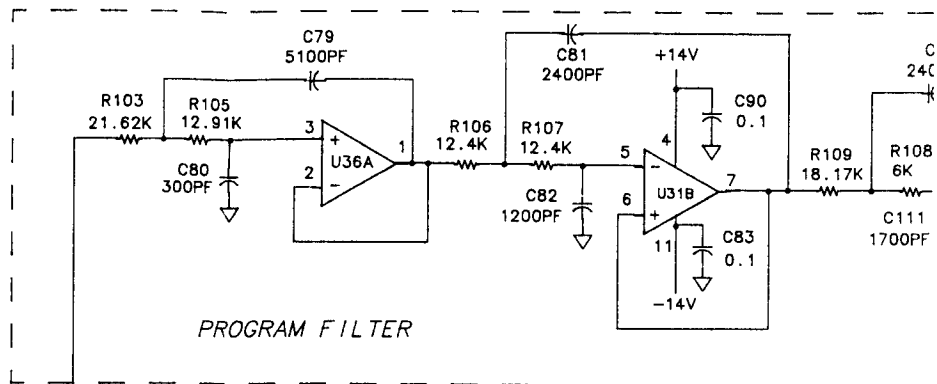 C79
5100PF
C81
2400PF
+14V
C
240
C90
0.1
R103
21.62K
R105
12.91K
3
+
U36A
1
2
-
C80
300PF
R106
12.4K
R107
12.4K
4
5
-
U31B
7
6
+
C82
1200PF
R109
18.17K
R108
6K
11
C83
0.1
C111
1700PF
-14V
PROGRAM FILTER